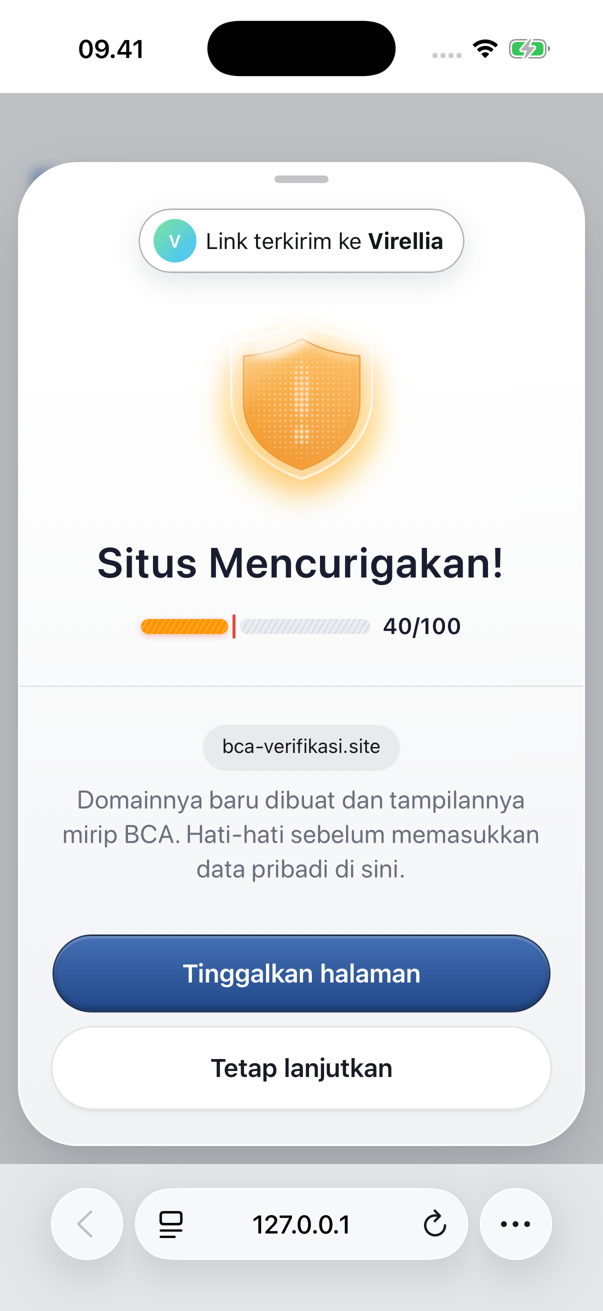 09.41
V Link terkirim ke Virellia
Situs Mencurigakan!
40/100
bca-verifikasi.site
Domainnya baru dibuat dan tampilannya
mirip BCA. Hati-hati sebelum memasukkan
data pribadi di sini.
Tinggalkan halaman
Tetap lanjutkan
127.0.0.1